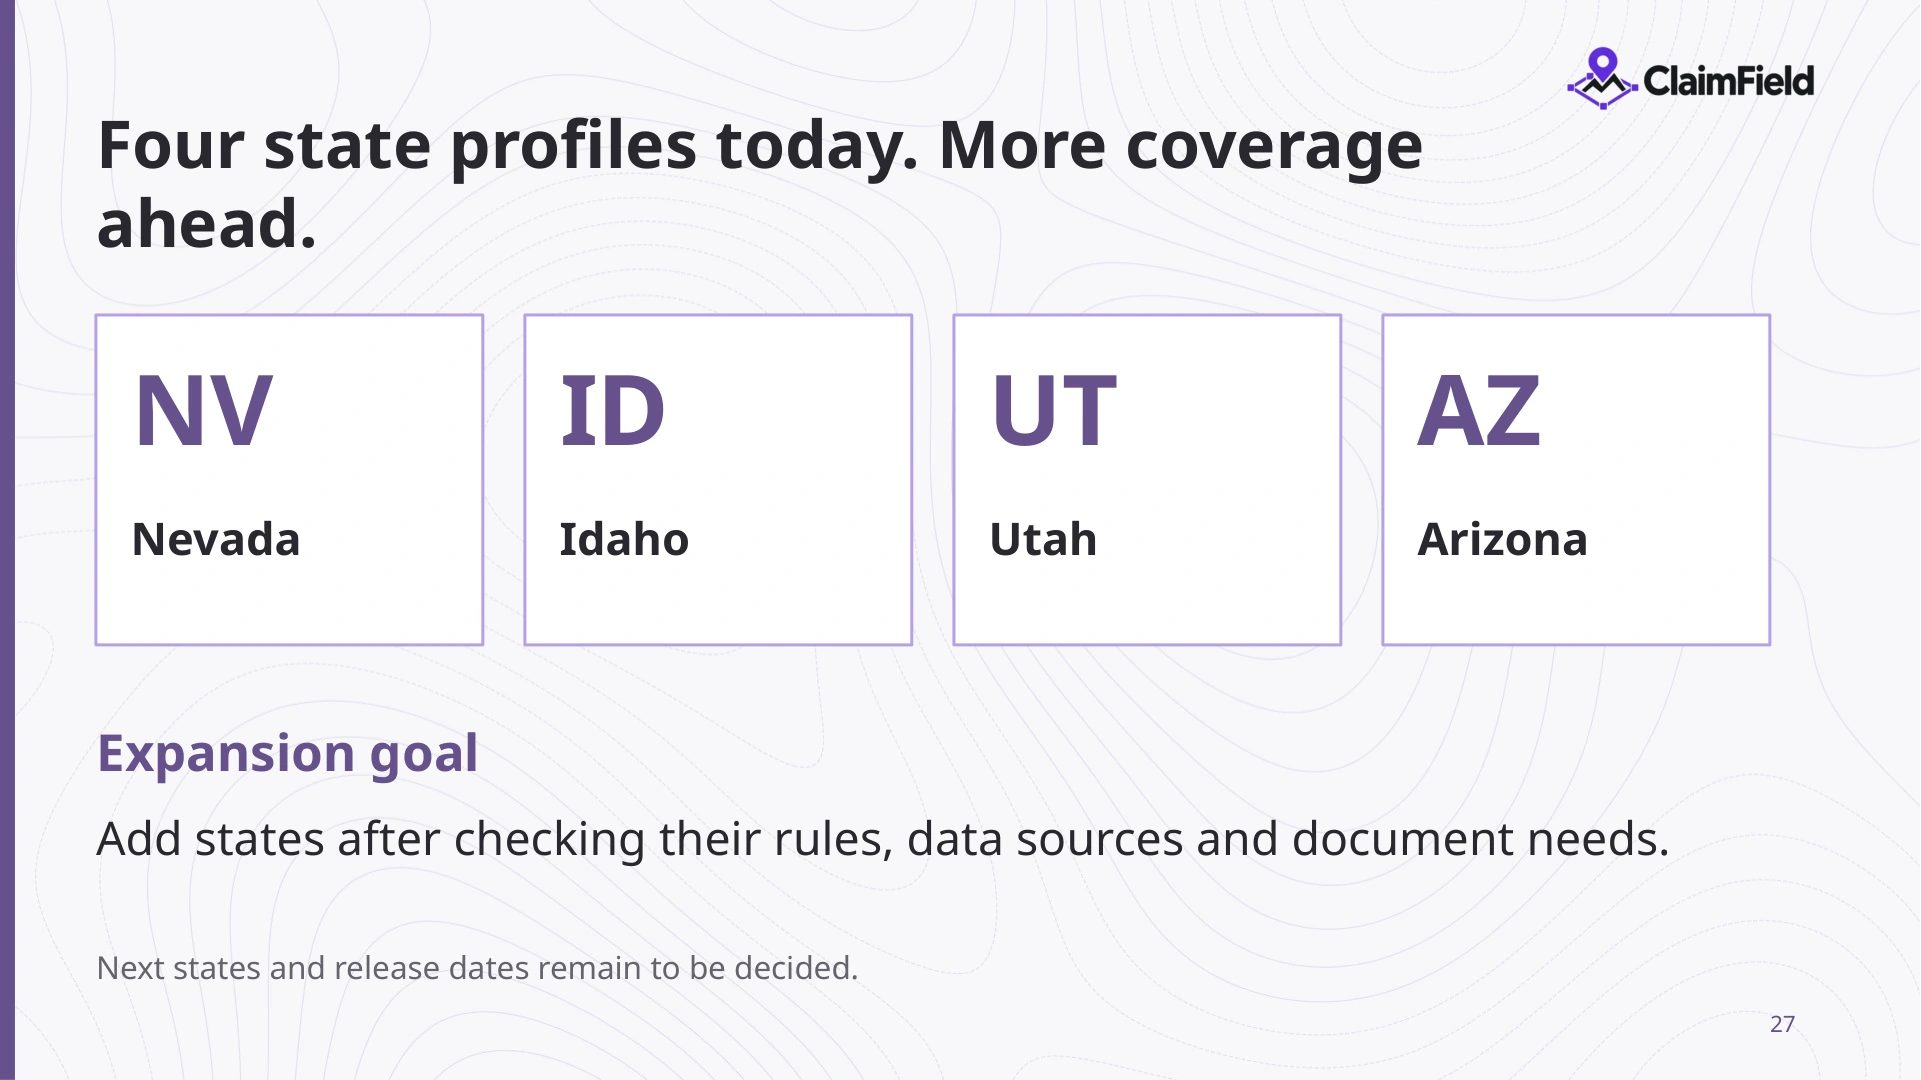 ClaimField
Four state profiles today. More coverage
ahead.
NV
Nevada
ID
Idaho
UT
Utah
AZ
Arizona
Expansion goal
Add states after checking their rules, data sources and document needs.
Next states and release dates remain to be decided.
27